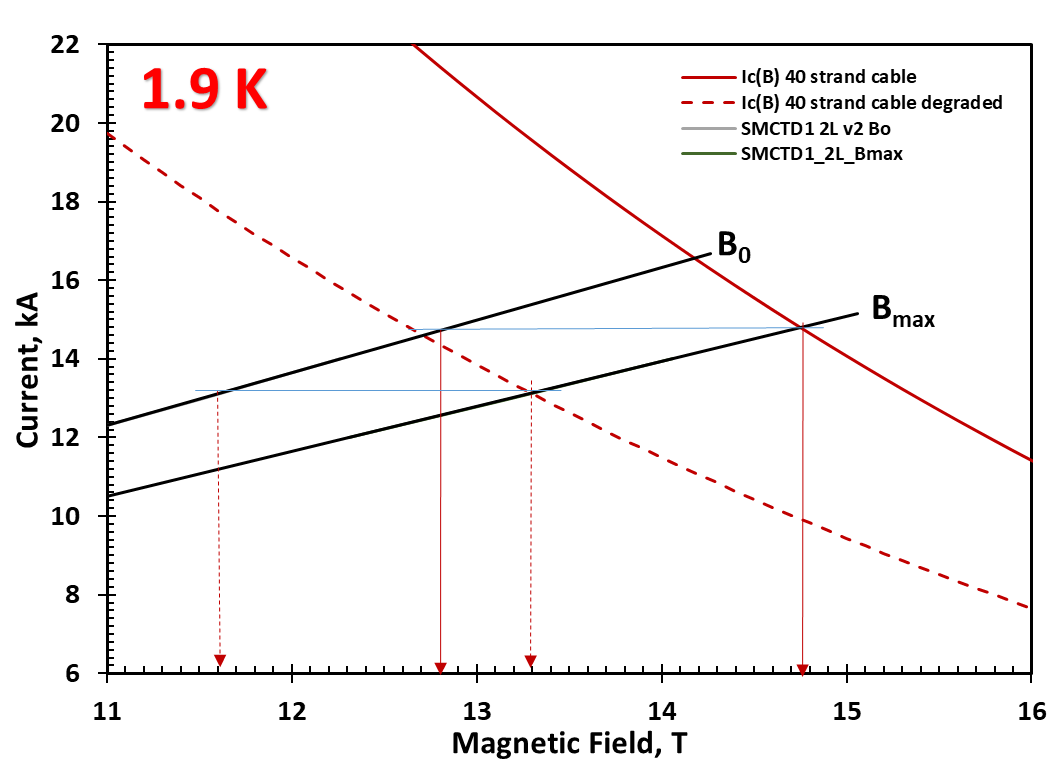 22
20
18
16
14
12
10
8
6
Current, kA
1.9 K
Ic(B) 40 strand cable
Ic(B) 40 strand cable degraded
SMCTD1 2L v2 Bo
SMCTD1_2L_Bmax
B0
Bmax
11 12 13 14 15 16
Magnetic Field, T